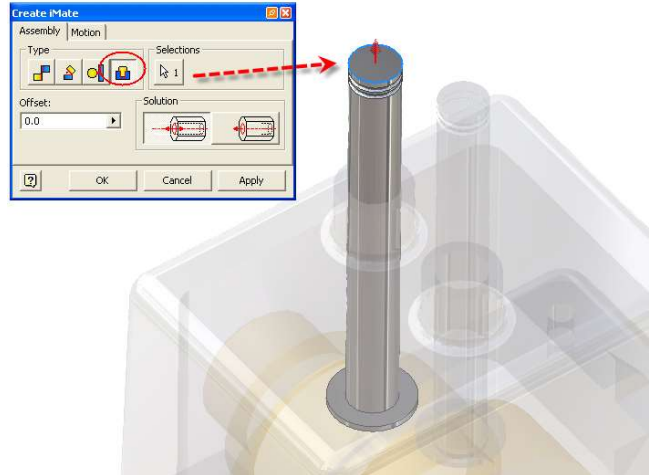 Create iMate
Assembly Motion
Type
Selections
1
Offset:
Solution
0.0
OK Cancel Apply